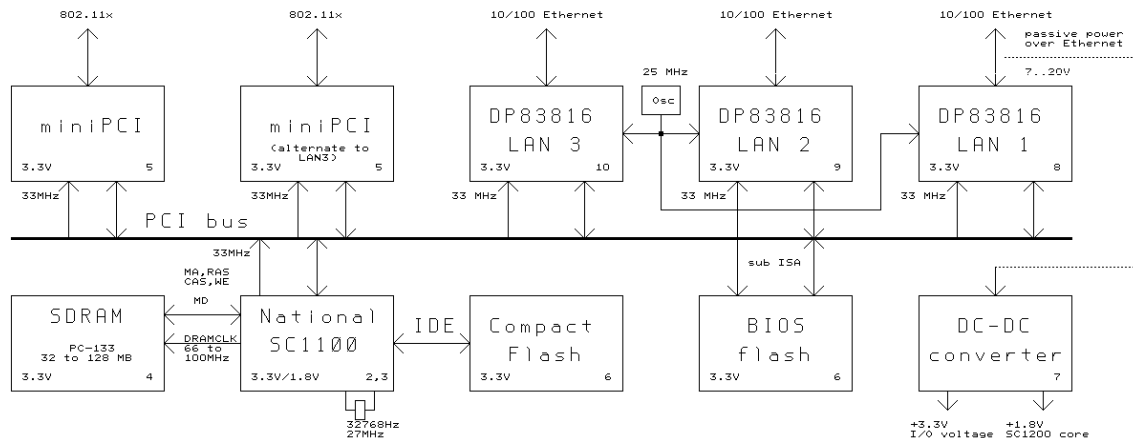 802.11x
802.11x
10/100 Ethernet
10/100 Ethernet
10/100 Ethernet
passive power
over Ethernet
25 MHz
7..20V
Osc
miniPCI
3.3V 5
miniPCI
(alternate to
LAN3)
3.3V 5
DP83816
LAN 3
3.3V 10
DP83816
LAN 2
3.3V 9
DP83816
LAN 1
3.3V 8
33MHz
33MHz
33 MHz
33 MHz
33 MHz
PCI bus
33MHz
sub ISA
MA,RAS
CAS,WE
MD
SDRAM
PC-133
32 to 128 MB
3.3V 4
DRAMCLK
66 to
100MHz
National
SC1100
3.3V/1.8V 2,3
IDE
Compact
Flash
3.3V 6
BIOS
flash
3.3V 6
DC-DC
converter
7
32768Hz
27MHz
+3.3V
I/O voltage
+1.8V
SC1200 core